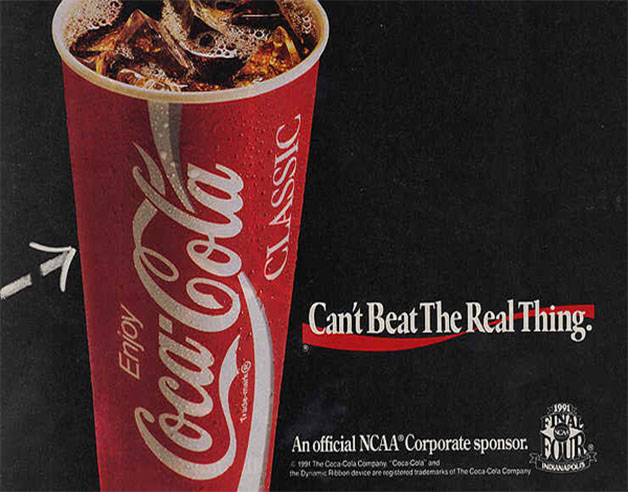 Enjoy
Coca-Cola
CLASSIC
Trade-mark®
Can't Beat The Real Thing.
®
An official NCAA® Corporate sponsor.
© 1991 The Coca-Cola Company. "Coca-Cola" and
the Dynamic Ribbon device are registered trademarks of The Coca-Cola Company
1991
FINAL
NCAA
FOUR®
INDIANAPOLIS